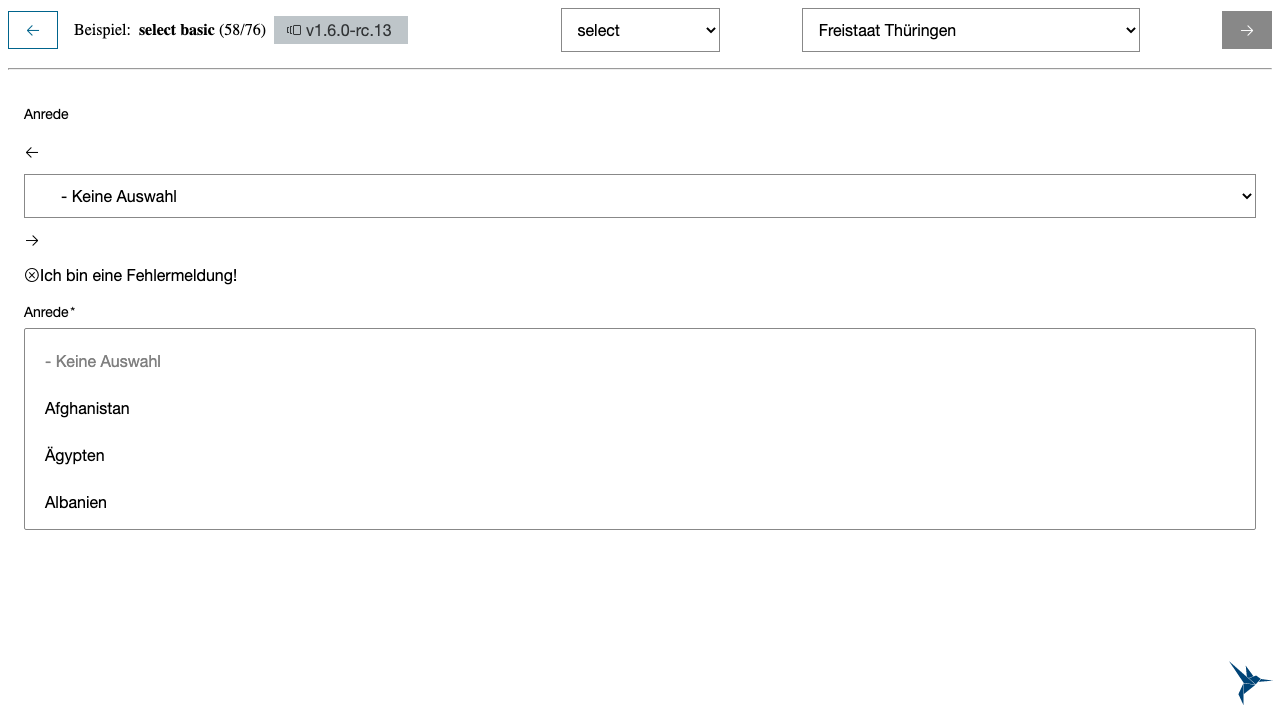 Beispiel: select basic (58/76) v1.6.0-rc.13 select Freistaat Thüringen
Anrede
- Keine Auswahl
Ich bin eine Fehlermeldung!
Anrede*
- Keine Auswahl
Afghanistan
Ägypten
Albanien